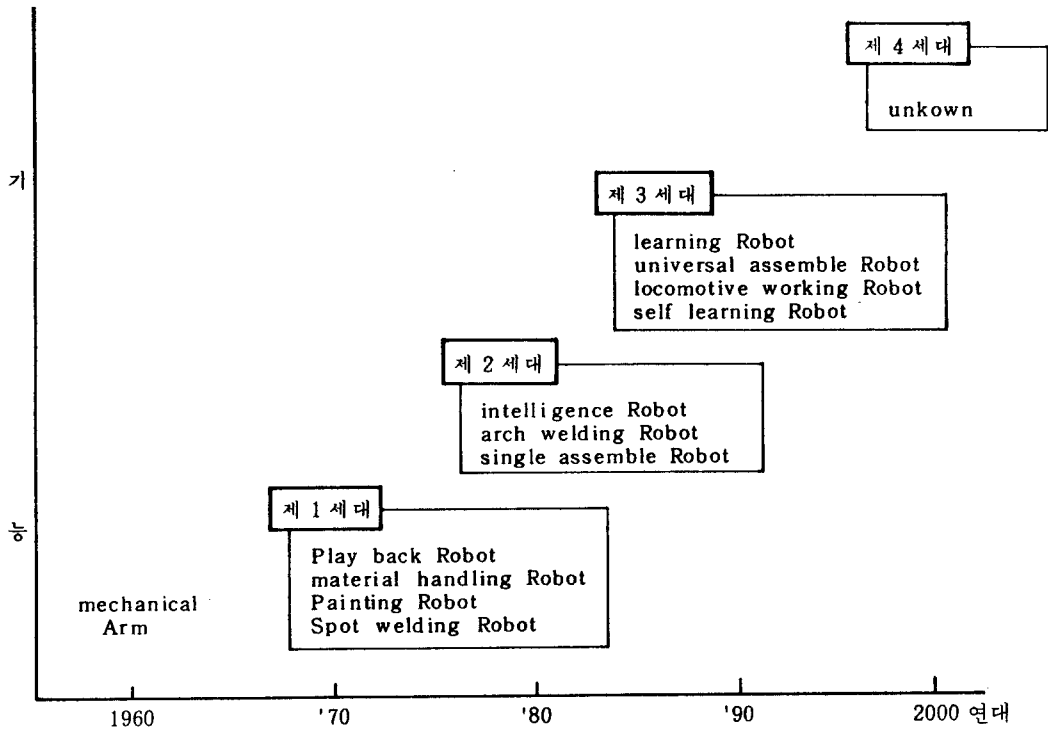 제 4 세대
unkown
기
제 3 세대
learning Robot
universal assemble Robot
locomotive working Robot
self learning Robot
제 2 세대
intelligence Robot
arch welding Robot
single assemble Robot
제 1 세대
능
Play back Robot
material handling Robot
Painting Robot
Spot welding Robot
mechanical
Arm
1960 '70 '80 '90 2000 연대